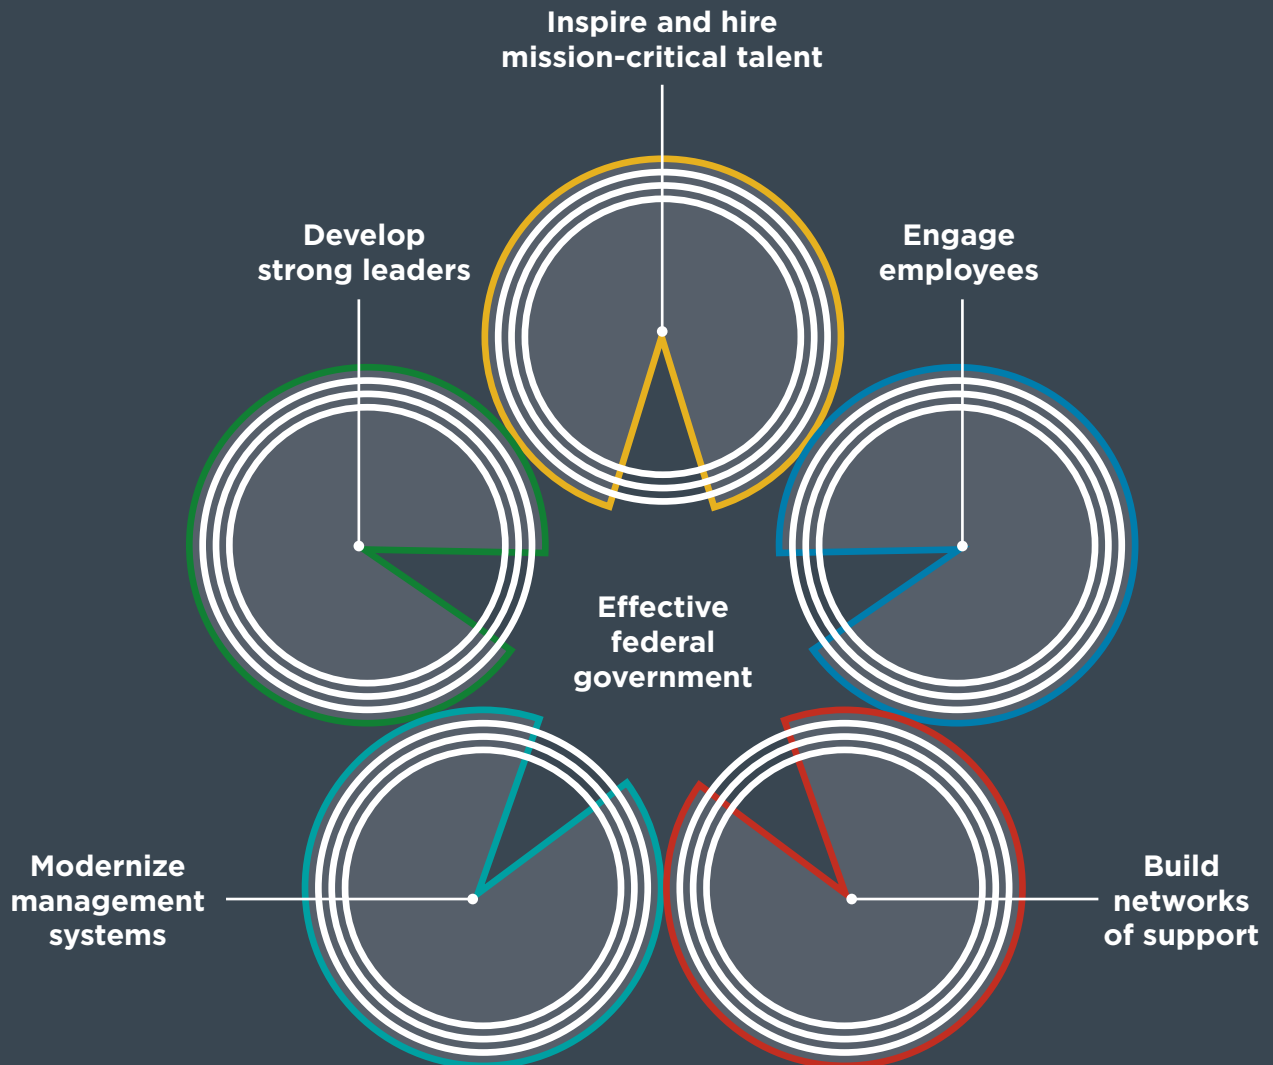 Inspire and hire
mission-critical talent
Develop
strong leaders
Engage
employees
Effective
federal
government
Modernize
management
systems
Build
networks
of support